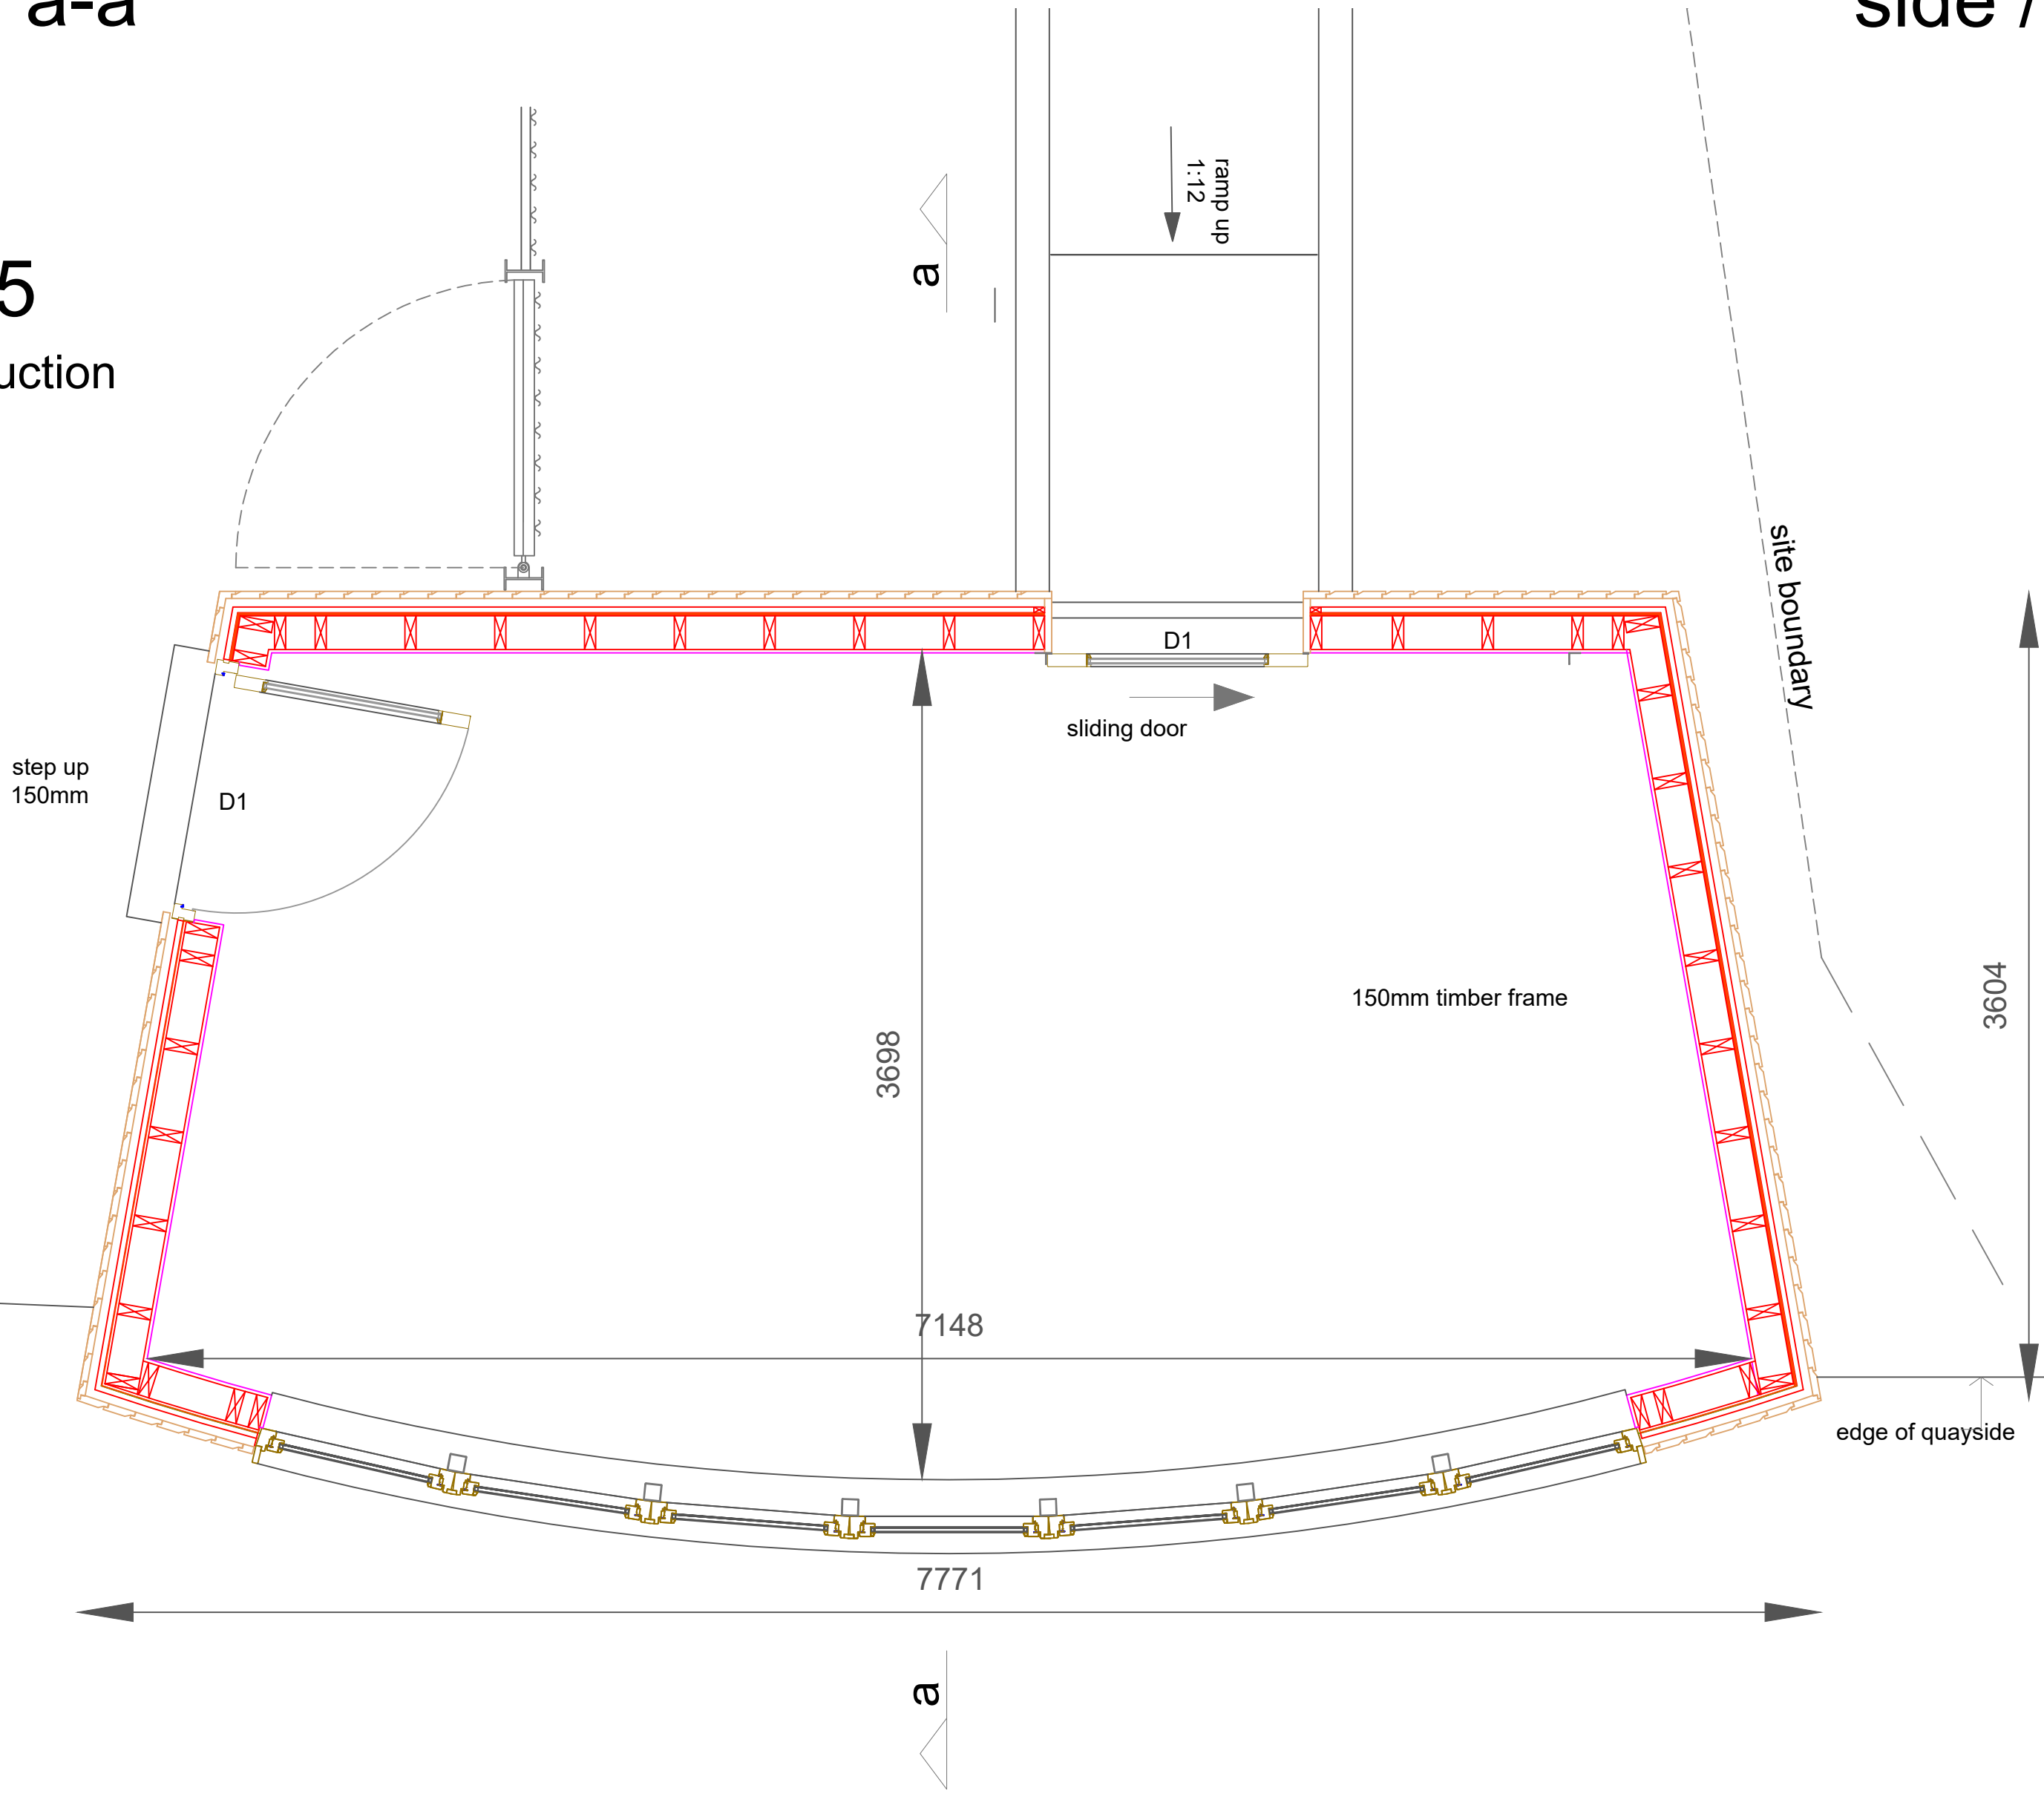 a-a
side /
ramp up
1:12
a
5
uction
site boundary
D1
sliding door
step up
150mm
D1
150mm timber frame
3604
3698
7148
edge of quayside
7771
a